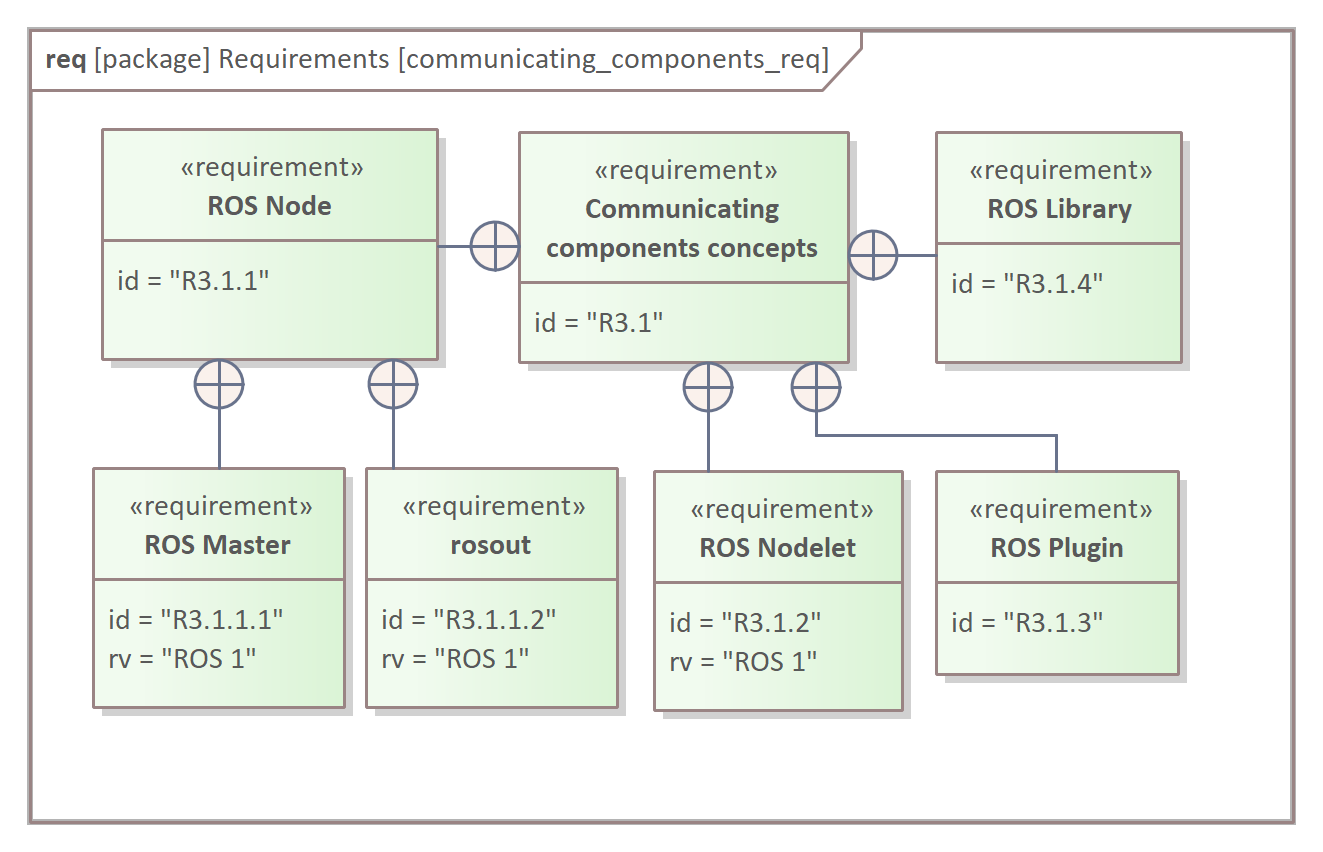 req [package] Requirements [communicating_components_req]
«requirement»
ROS Node
id = "R3.1.1"
«requirement»
Communicating
components concepts
id = "R3.1"
«requirement»
ROS Library
id = "R3.1.4"
«requirement»
ROS Master
id = "R3.1.1.1"
rv = "ROS 1"
«requirement»
rosout
id = "R3.1.1.2"
rv = "ROS 1"
«requirement»
ROS Nodelet
id = "R3.1.2"
rv = "ROS 1"
«requirement»
ROS Plugin
id = "R3.1.3"